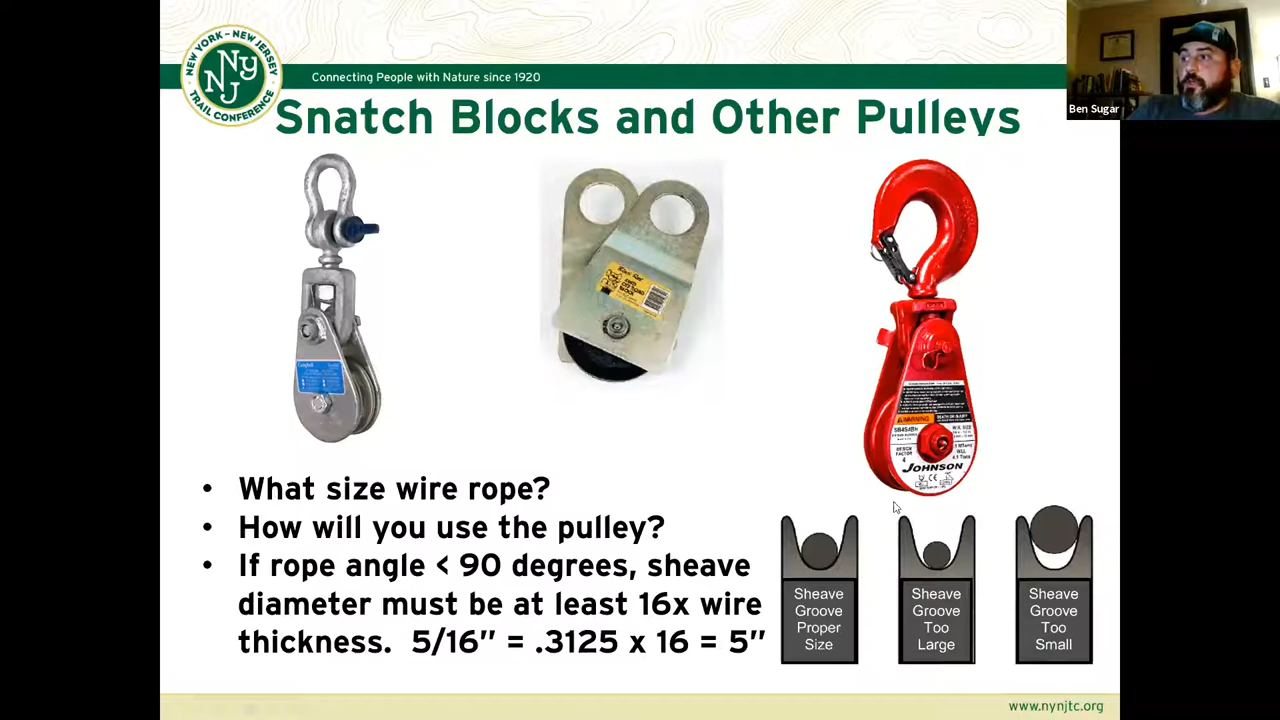 NEW YORK - NEW JERSEY
NY
NJ
TRAIL CONFERENCE
Connecting People with Nature since 1920
Ben Sugar
Snatch Blocks and Other Pulleys
WARNING
JOHNSON
• What size wire rope?
• How will you use the pulley?
• If rope angle < 90 degrees, sheave
diameter must be at least 16x wire
thickness. 5/16” = .3125 x 16 = 5”
Sheave
Groove
Proper
Size
Sheave
Groove
Too
Large
Sheave
Groove
Too
Small
www.nynjtc.org